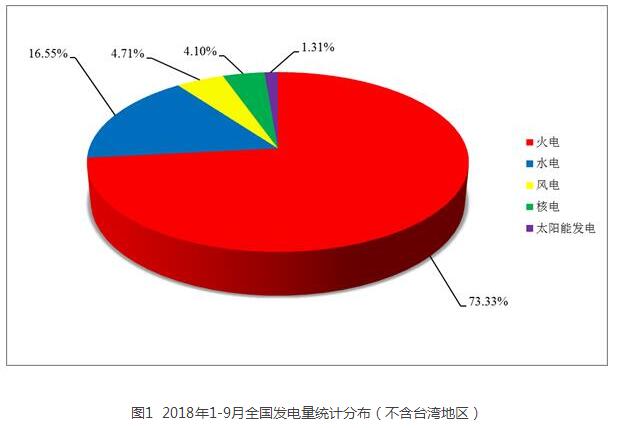 16.55%
4.71%
4.10%
1.31%
火电
水电
风电
核电
太阳能发电
73.33%
图1 2018年1-9月全国发电量统计分布（不含台湾地区）